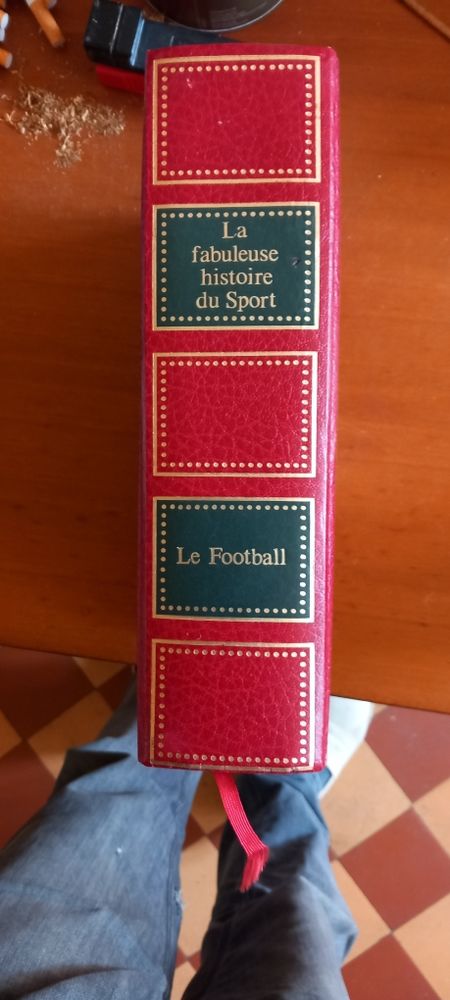 La
fabuleuse
histoire
du Sport
Le Football